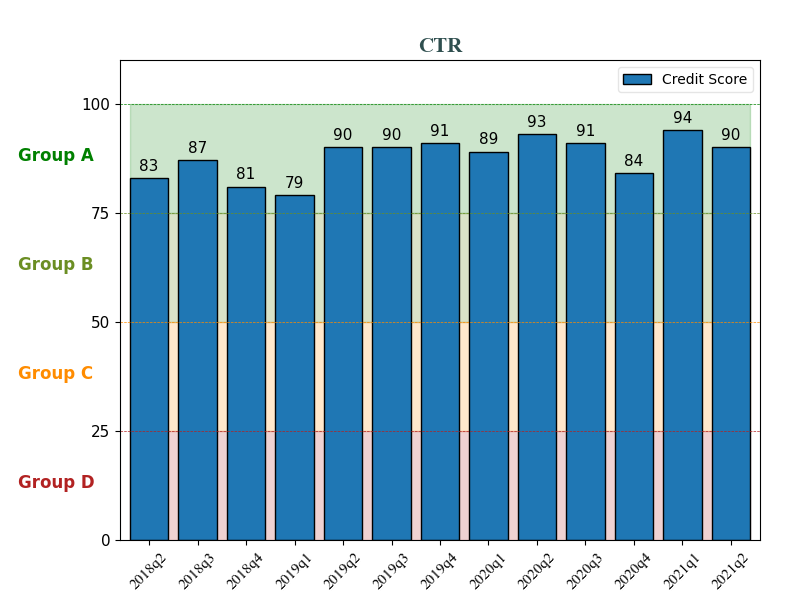 CTR
Credit Score
100
75
50
25
0
Group A
Group B
Group C
Group D
83
87
81
79
90
90
91
89
93
91
84
94
90
2018q2
2018q3
2018q4
2019q1
2019q2
2019q3
2019q4
2020q1
2020q2
2020q3
2020q4
2021q1
2021q2